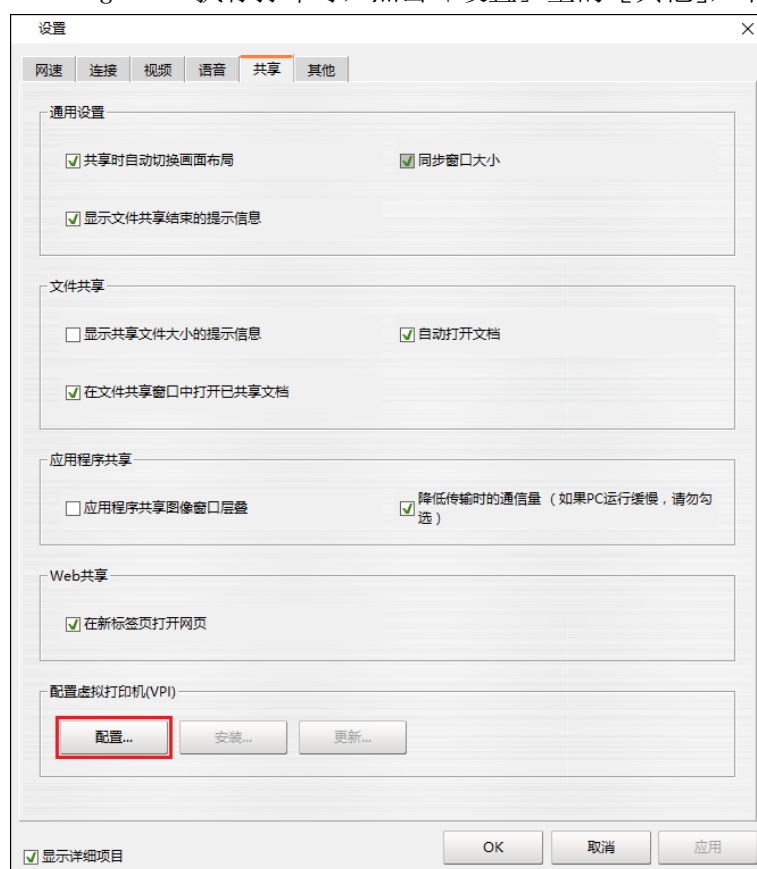 设置
网速 连接 视频 语音 共享 其他
通用设置
共享时自动切换画面布局 同步窗口大小
显示文件共享结束的提示信息
文件共享
显示共享文件大小的提示信息 自动打开文档
在文件共享窗口中打开已共享文档
应用程序共享
应用程序共享图像窗口层叠 降低传输时的通信量 ( 如果PC运行缓慢 , 请勿勾
选 )
Web共享
在新标签页打开网页
配置虚拟打印机(VPI)
配置... 安装... 更新...
显示详细项目 OK 取消 应用